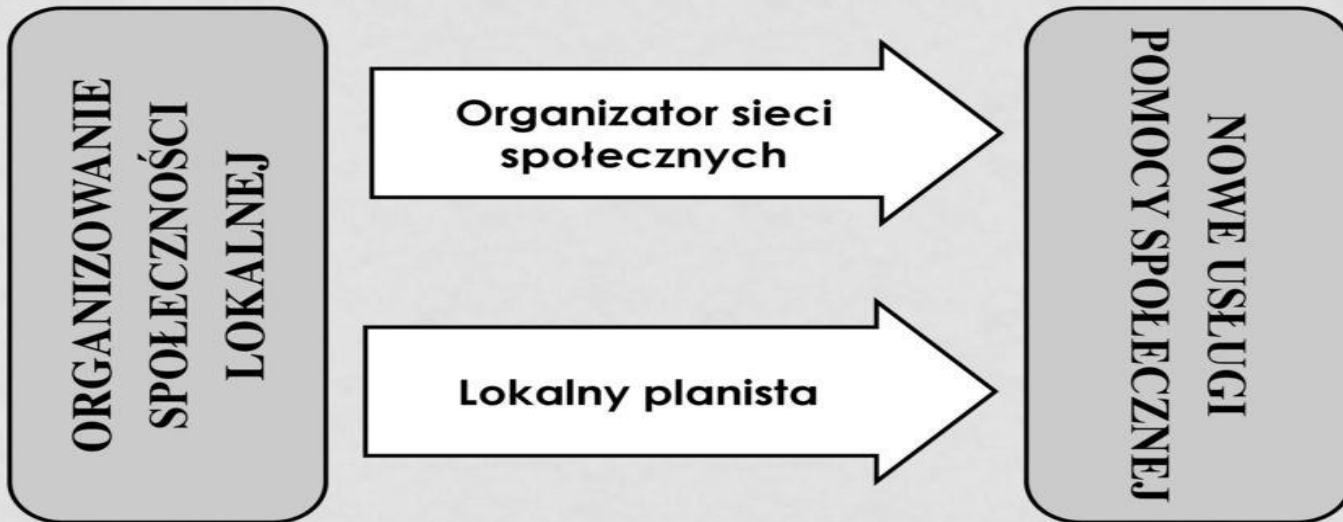 ORGANIZOWANIE
SPOŁECZNOŚCI
LOKALNEJ
Organizator sieci
społecznych
Lokalny planista
NOWE USŁUGI
POMOCY SPOŁECZNEJ